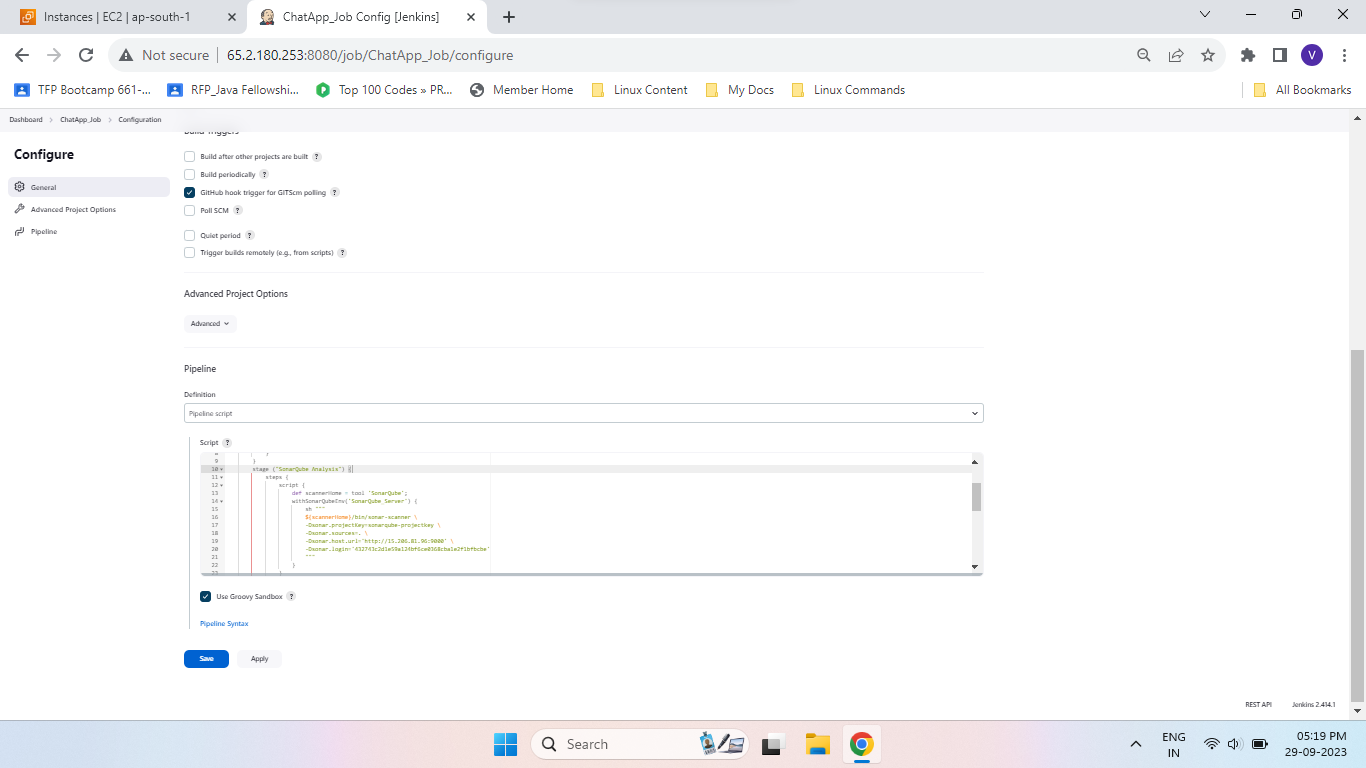 Instances | EC2 | ap-south-1
ChatApp_Job Config [Jenkins]
Not secure
65.2.180.253:8080/job/ChatApp_Job/configure
V
TFP Bootcamp 661-...
RFP_Java Fellowshi...
Top 100 Codes » PR...
Member Home
Linux Content
My Docs
Linux Commands
All Bookmarks
Dashboard > ChatApp_Job > Configuration
Configure
General
Advanced Project Options
Pipeline
Build Triggers
Build after other projects are built ?
Build periodically ?
GitHub hook trigger for GITScm polling ?
Poll SCM ?
Quiet period ?
Trigger builds remotely (e.g., from scripts) ?
Advanced Project Options
Advanced
Pipeline
Definition
Pipeline script
Script ?
8 }
9 }
10 stage ("SonarQube Analysis") {
11 steps {
12 script {
13 def scannerHome = tool 'SonarQube';
14 withSonarQubeEnv('SonarQube_Server') {
15 sh """
16 ${scannerHome}/bin/sonar-scanner \
17 -Dsonar.projectKey=sonarqube-projectkey \
18 -Dsonar.sources=. \
19 -Dsonar.host.url='http://15.206.81.96:9000' \
20 -Dsonar.login=
21 """
22 }
23 }
Use Groovy Sandbox ?
Pipeline Syntax
Save
Apply
REST API
Jenkins 2.414.1
Search
ENG
IN
05:19 PM
29-09-2023